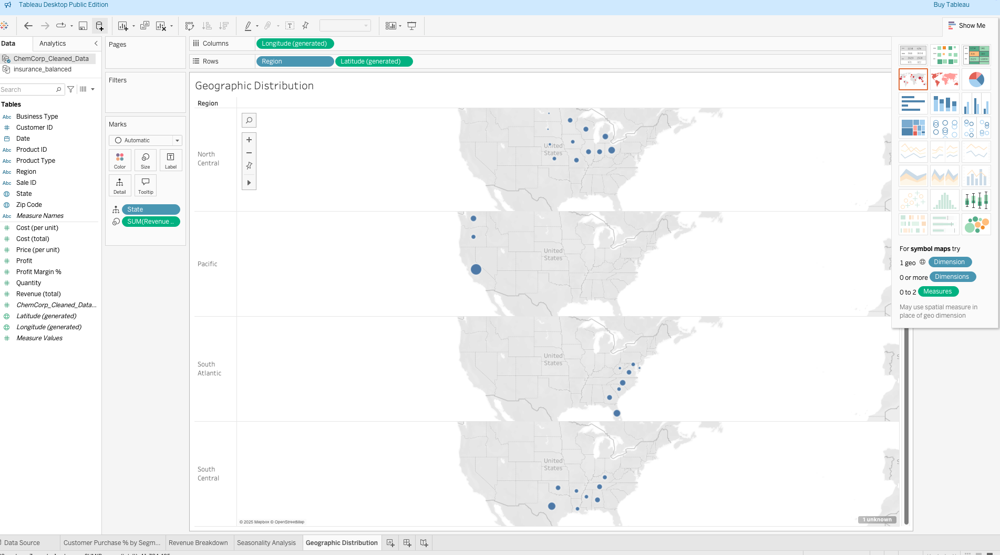 Tableau Desktop Public Edition
Buy Tableau
Show Me
Data
Analytics
ChemCorp_Cleaned_Data
insurance_balanced
Search
Tables
Abc Business Type
Customer ID
Date
Abc Product ID
Abc Product Type
Abc Region
Abc Sale ID
State
Zip Code
Abc Measure Names
Cost (per unit)
Cost (total)
Price (per unit)
Profit
Profit Margin %
Quantity
Revenue (total)
ChemCorp_Cleaned_Data...
Latitude (generated)
Longitude (generated)
Measure Values
Pages
Filters
Marks
Automatic
Color
Size
Label
Detail
Tooltip
State
SUM(Revenue ..
Columns
Longitude (generated)
Rows
Region
Latitude (generated)
Geographic Distribution
Region
North
Central
United
States
Pacific
United
States
South
Atlantic
United
States
South
Central
United
States
© 2025 Mapbox © OpenStreetMap
1 unknown
For symbol maps try
1 geo Dimension
0 or more Dimensions
0 to 2 Measures
May use spatial measure in
place of geo dimension
Data Source
Customer Purchase % by Segm...
Revenue Breakdown
Seasonality Analysis
Geographic Distribution